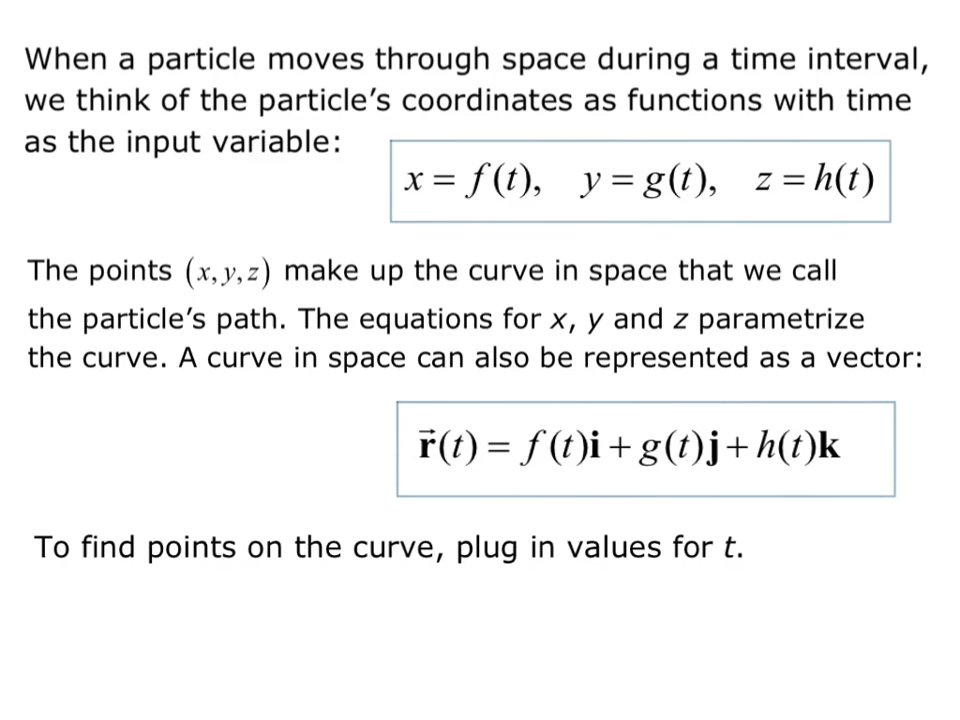 When a particle moves through space during a time interval,
we think of the particle's coordinates as functions with time
as the input variable:
x = f(t), y = g(t), z = h(t)
The points (x, y, z) make up the curve in space that we call
the particle's path. The equations for x, y and z parametrize
the curve. A curve in space can also be represented as a vector:
r⃗(t) = f(t)i + g(t)j + h(t)k
To find points on the curve, plug in values for t.